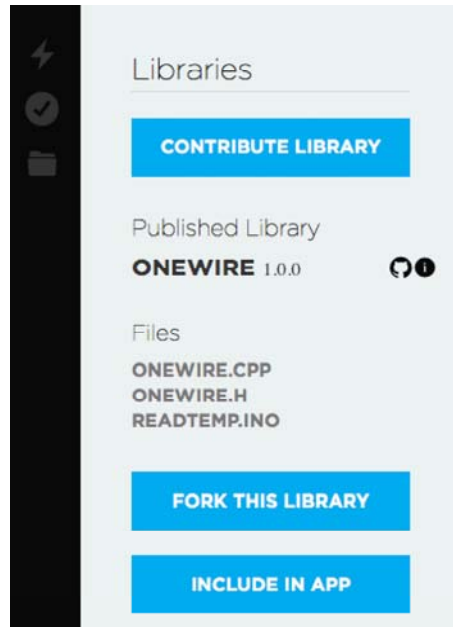 Libraries
CONTRIBUTE LIBRARY
Published Library
ONEWIRE 1.0.0
Files
ONEWIRE.CPP
ONEWIRE.H
READTEMP.INO
FORK THIS LIBRARY
INCLUDE IN APP